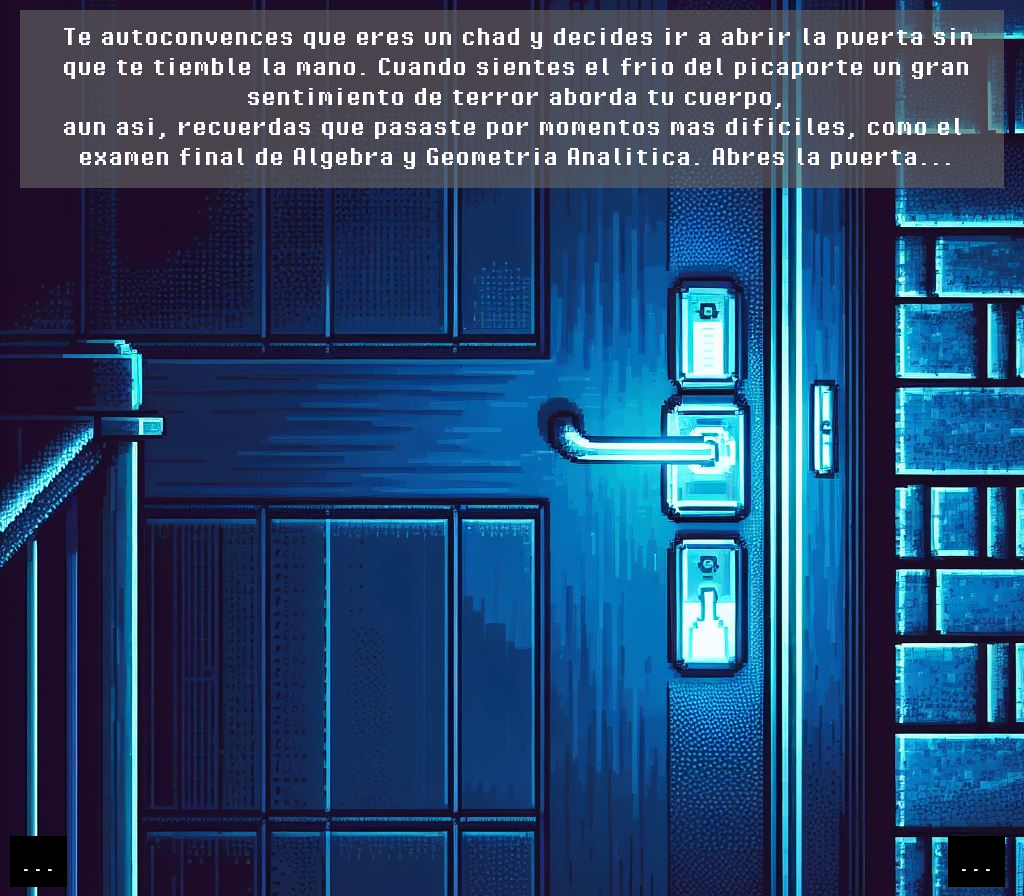 Te autoconvences que eres un chad y decides ir a abrir la puerta sin
que te tiemble la mano. Cuando sientes el frio del picaporte un gran
sentimiento de terror aborda tu cuerpo,
aun asi, recuerdas que pasaste por momentos mas dificiles, como el
examen final de Algebra y Geometria Analitica. Abres la puerta...
... ...